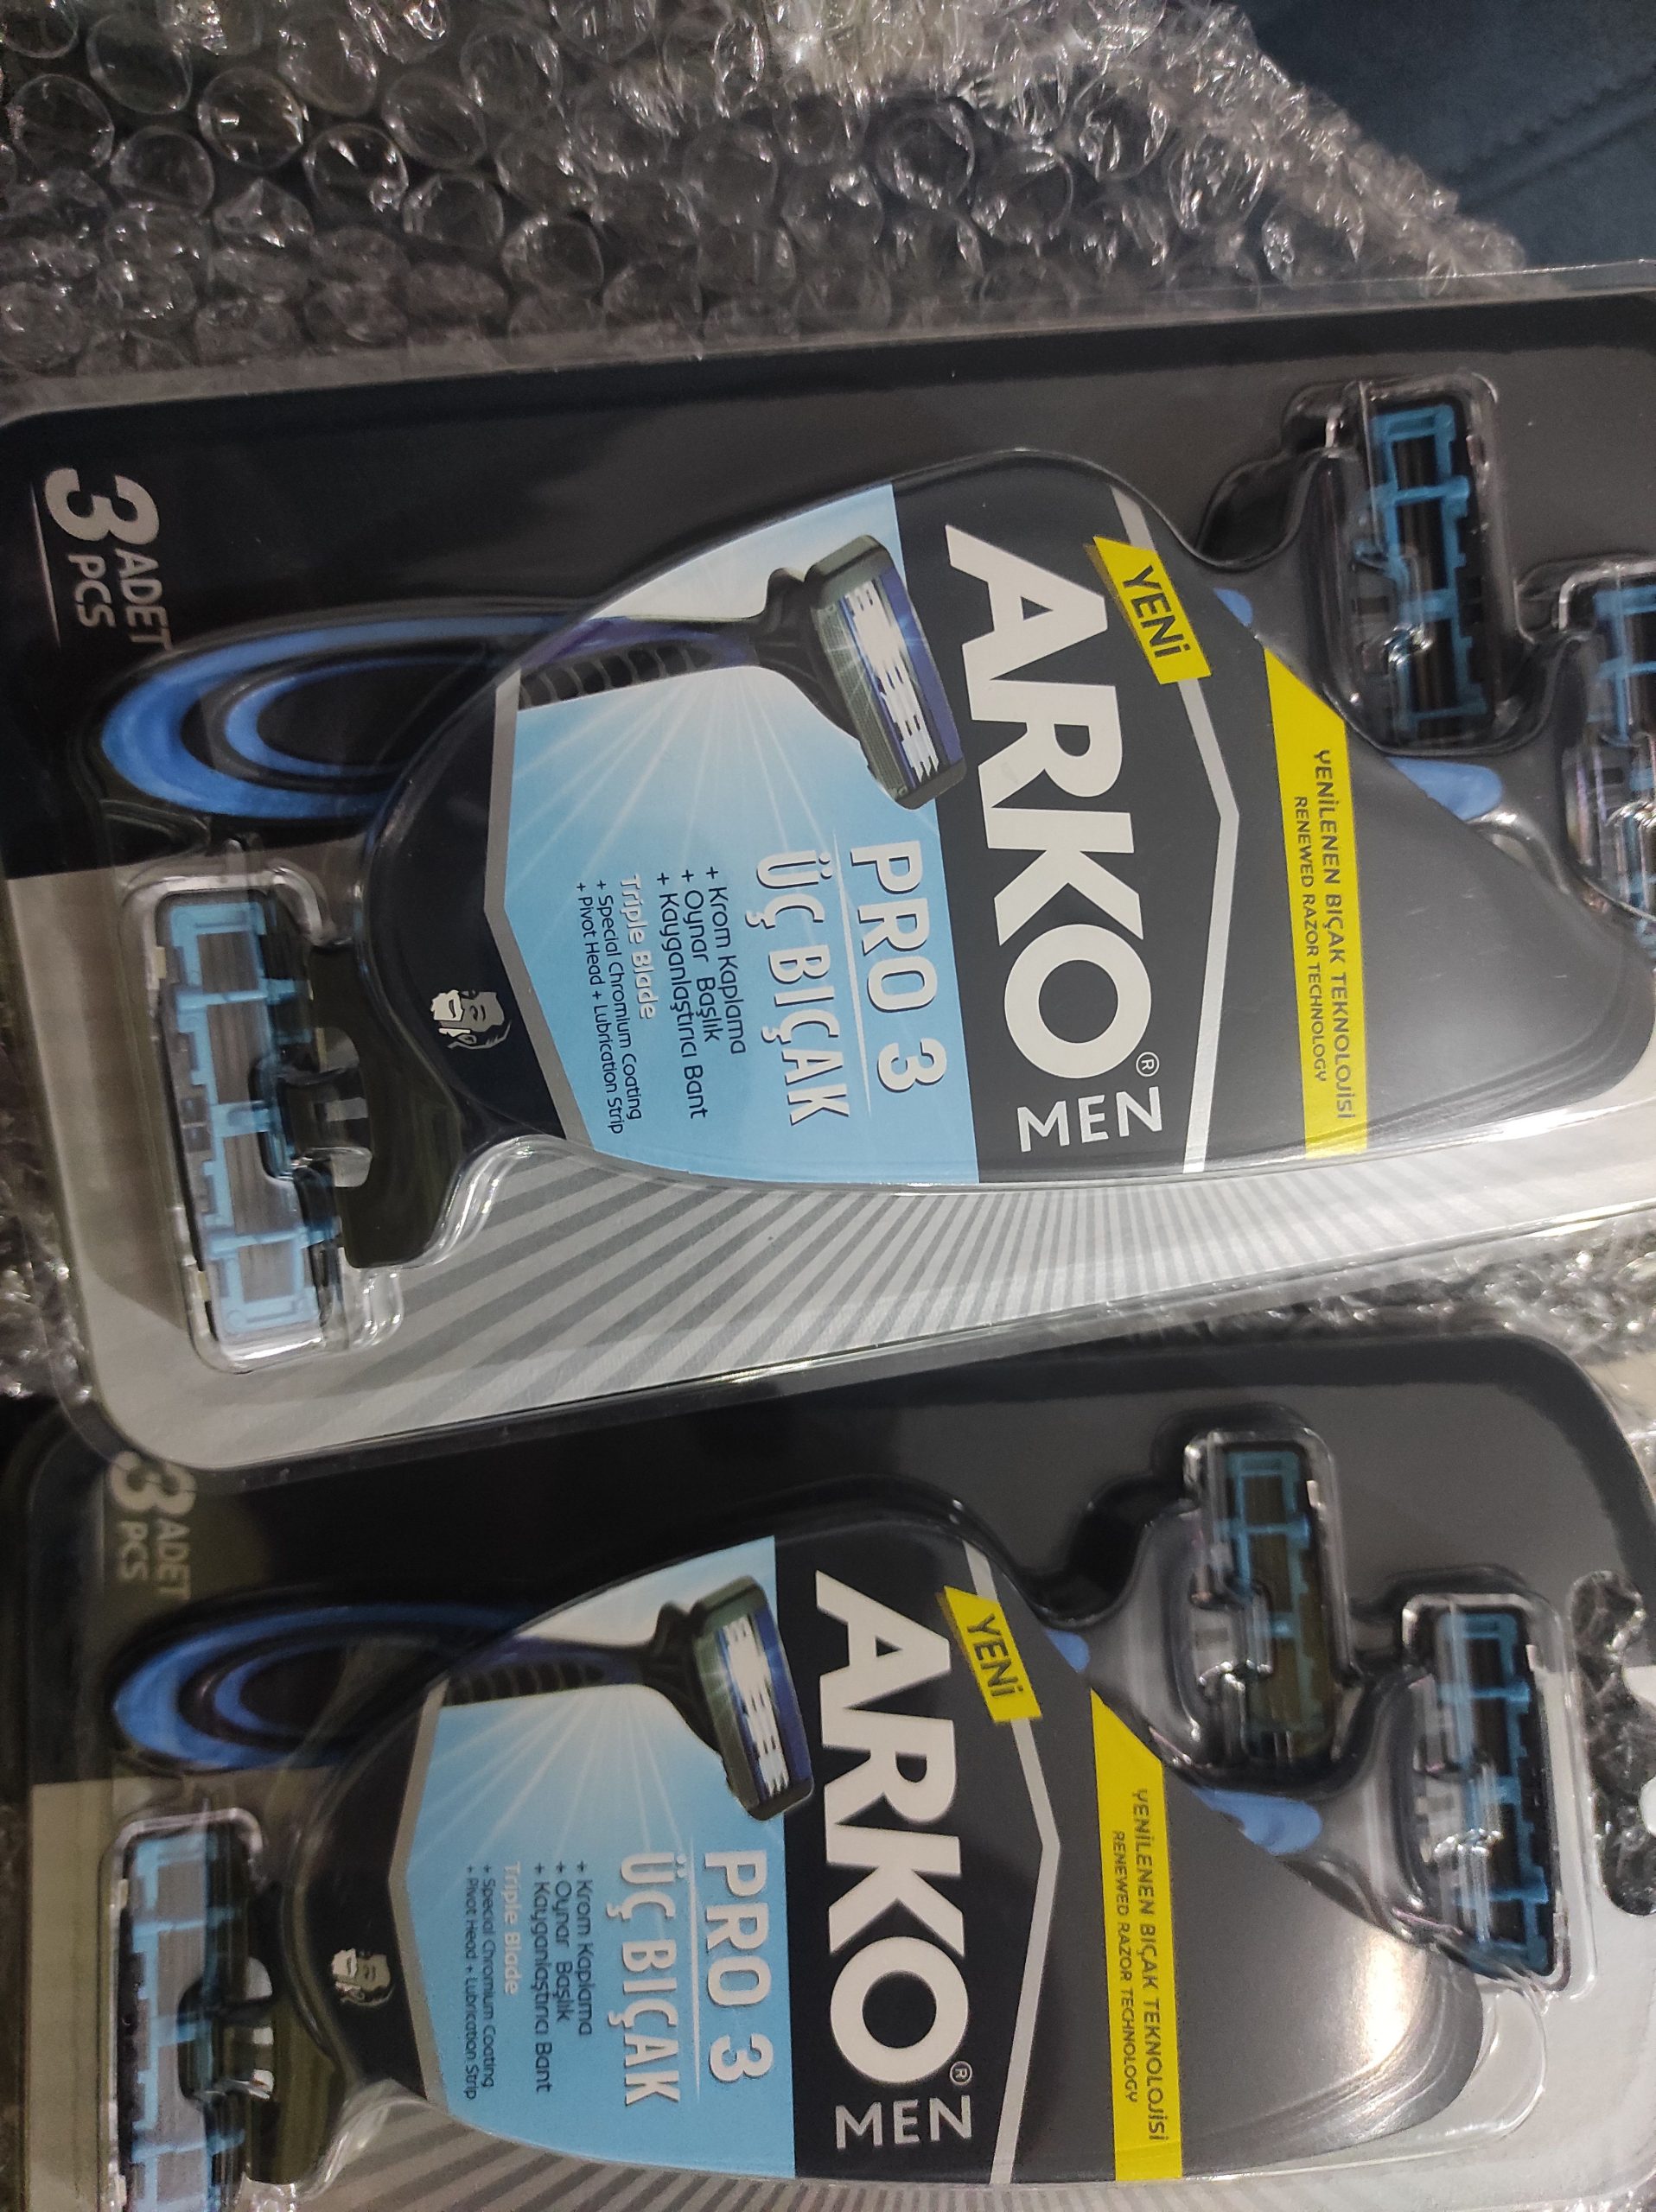 YENİLENEN BIÇAK TEKNOLOJİSİ
RENEWED RAZOR TECHNOLOGY
YENİ
ARKO®
MEN
PRO 3
ÜÇ BIÇAK
+ Krom Kaplama
+ Oynar Başlık
+ Kayganlaştırıcı Bant
Triple Blade
+ Special Chromium Coating
+ Pivot Head + Lubrication Strip
3 ADET
PCS
YENİLENEN BIÇAK TEKNOLOJİSİ
RENEWED RAZOR TECHNOLOGY
YENİ
ARKO®
MEN
PRO 3
ÜÇ BIÇAK
+ Krom Kaplama
+ Oynar Başlık
+ Kayganlaştırıcı Bant
Triple Blade
+ Special Chromium Coating
+ Pivot Head + Lubrication Strip
3 ADET
PCS